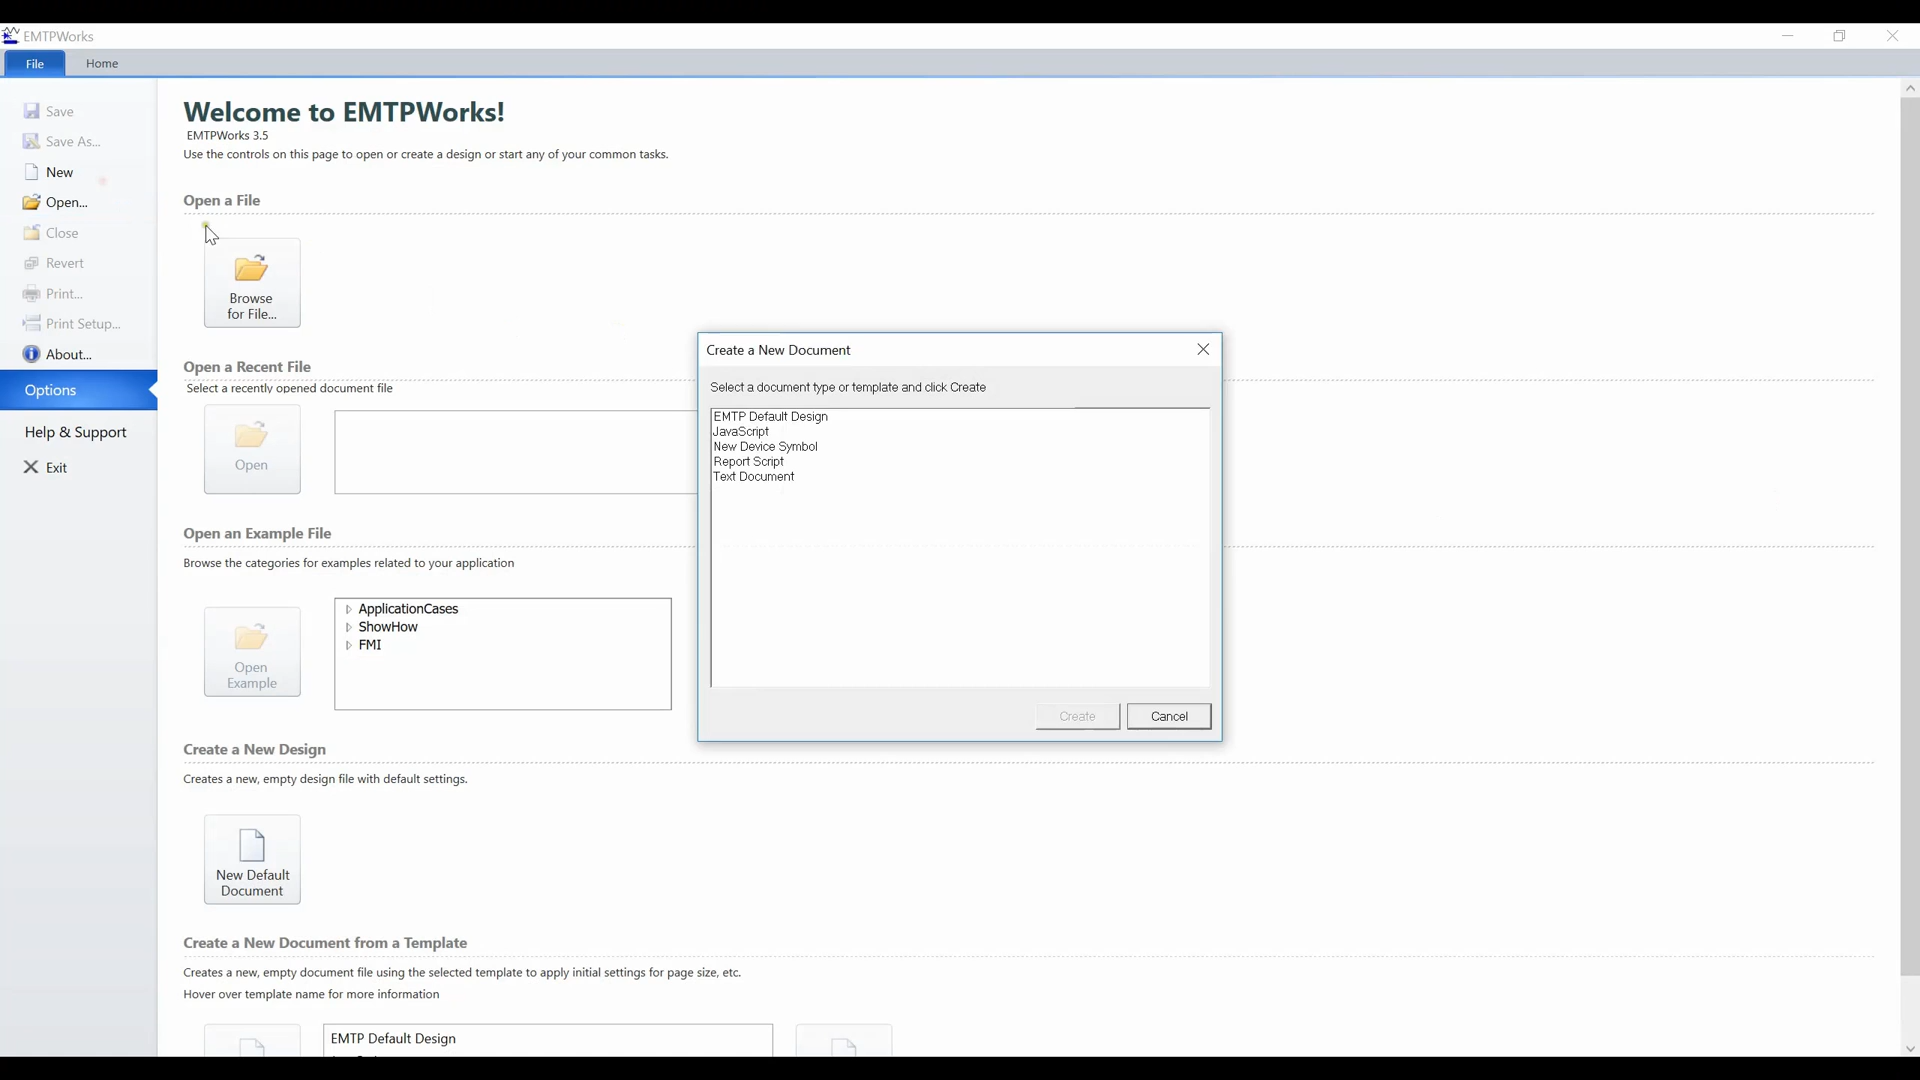 EMTPWorks
File
Home
Save
Save As...
New
Open...
Close
Revert
Print...
Print Setup...
About...
Options
Help & Support
Exit
Welcome to EMTPWorks!
EMTPWorks 3.5
Use the controls on this page to open or create a design or start any of your common tasks.
Open a File
Browse
for File...
Open a Recent File
Select a recently opened document file
Open
Open an Example File
Browse the categories for examples related to your application
Open
Example
ApplicationCases
ShowHow
FMI
Create a New Design
Creates a new, empty design file with default settings.
New Default
Document
Create a New Document from a Template
Creates a new, empty document file using the selected template to apply initial settings for page size, etc.
Hover over template name for more information
EMTP Default Design
Create a New Document
Select a document type or template and click Create
EMTP Default Design
JavaScript
New Device Symbol
Report Script
Text Document
Create
Cancel